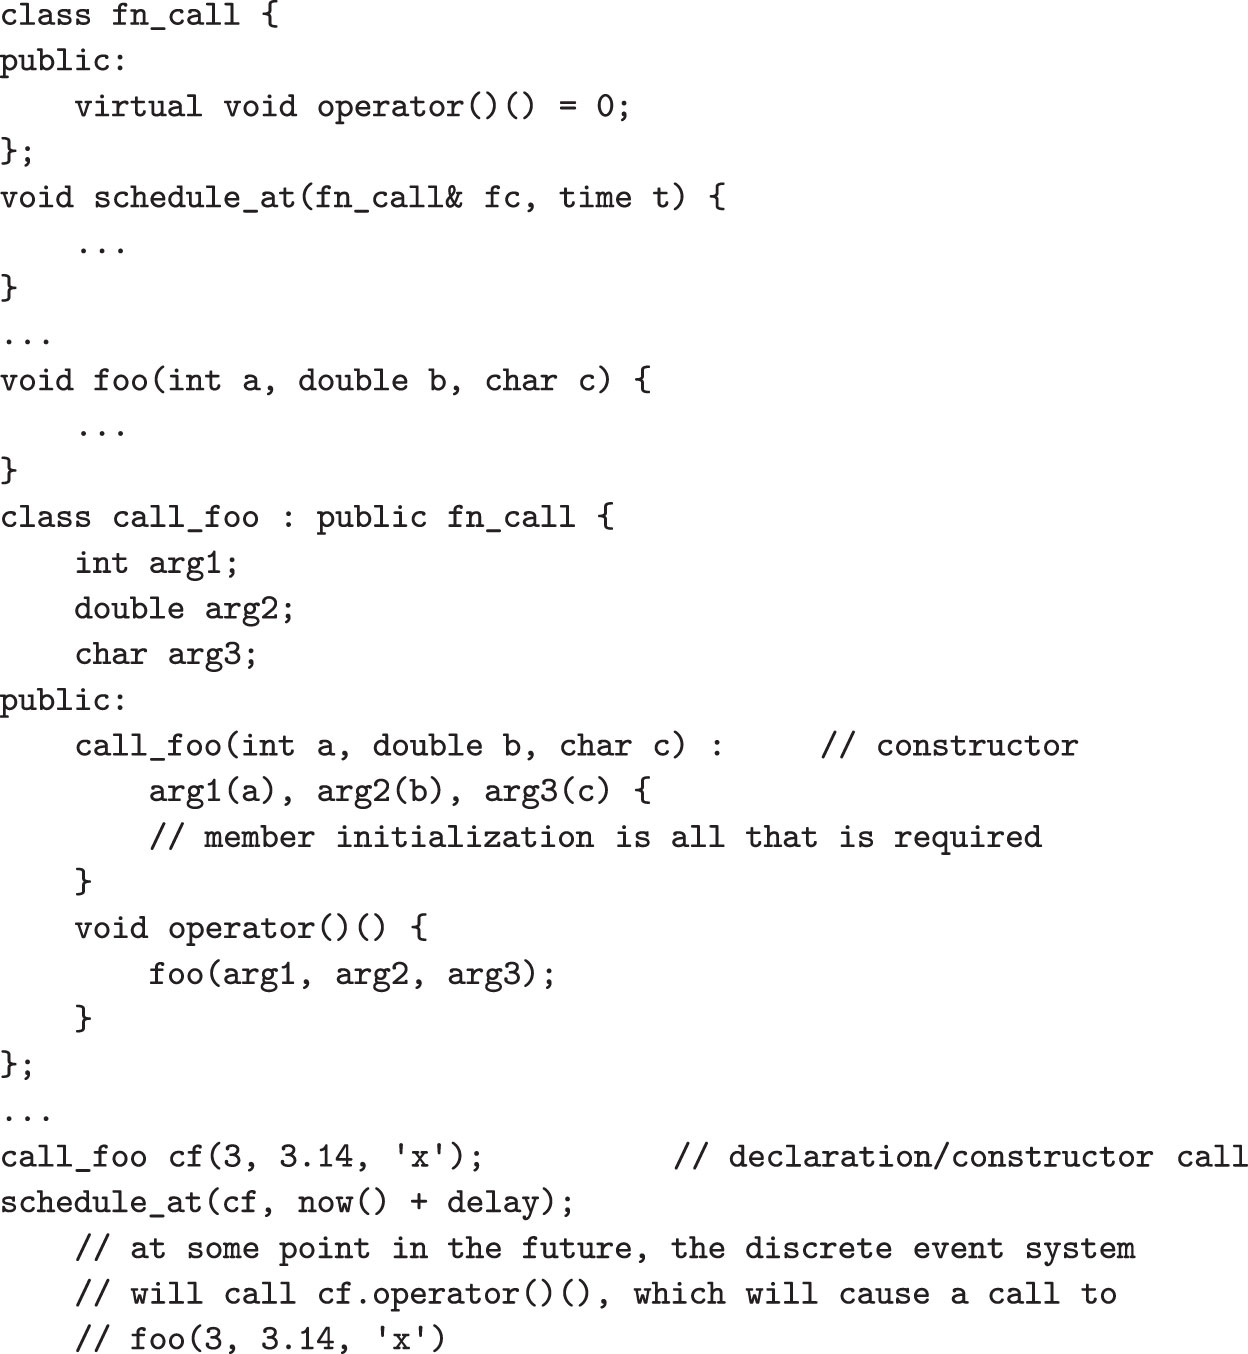 class fn_call {
public:
    virtual void operator()() = 0;
};
void schedule_at(fn_call& fc, time t) {
    ...
}
...
void foo(int a, double b, char c) {
    ...
}
class call_foo : public fn_call {
    int arg1;
    double arg2;
    char arg3;
public:
    call_foo(int a, double b, char c) :     // constructor
        arg1(a), arg2(b), arg3(c) {
        // member initialization is all that is required
    }
    void operator()() {
        foo(arg1, arg2, arg3);
    }
};
...
call_foo cf(3, 3.14, 'x');          // declaration/constructor call
schedule_at(cf, now() + delay);
    // at some point in the future, the discrete event system
    // will call cf.operator()(), which will cause a call to
    // foo(3, 3.14, 'x')